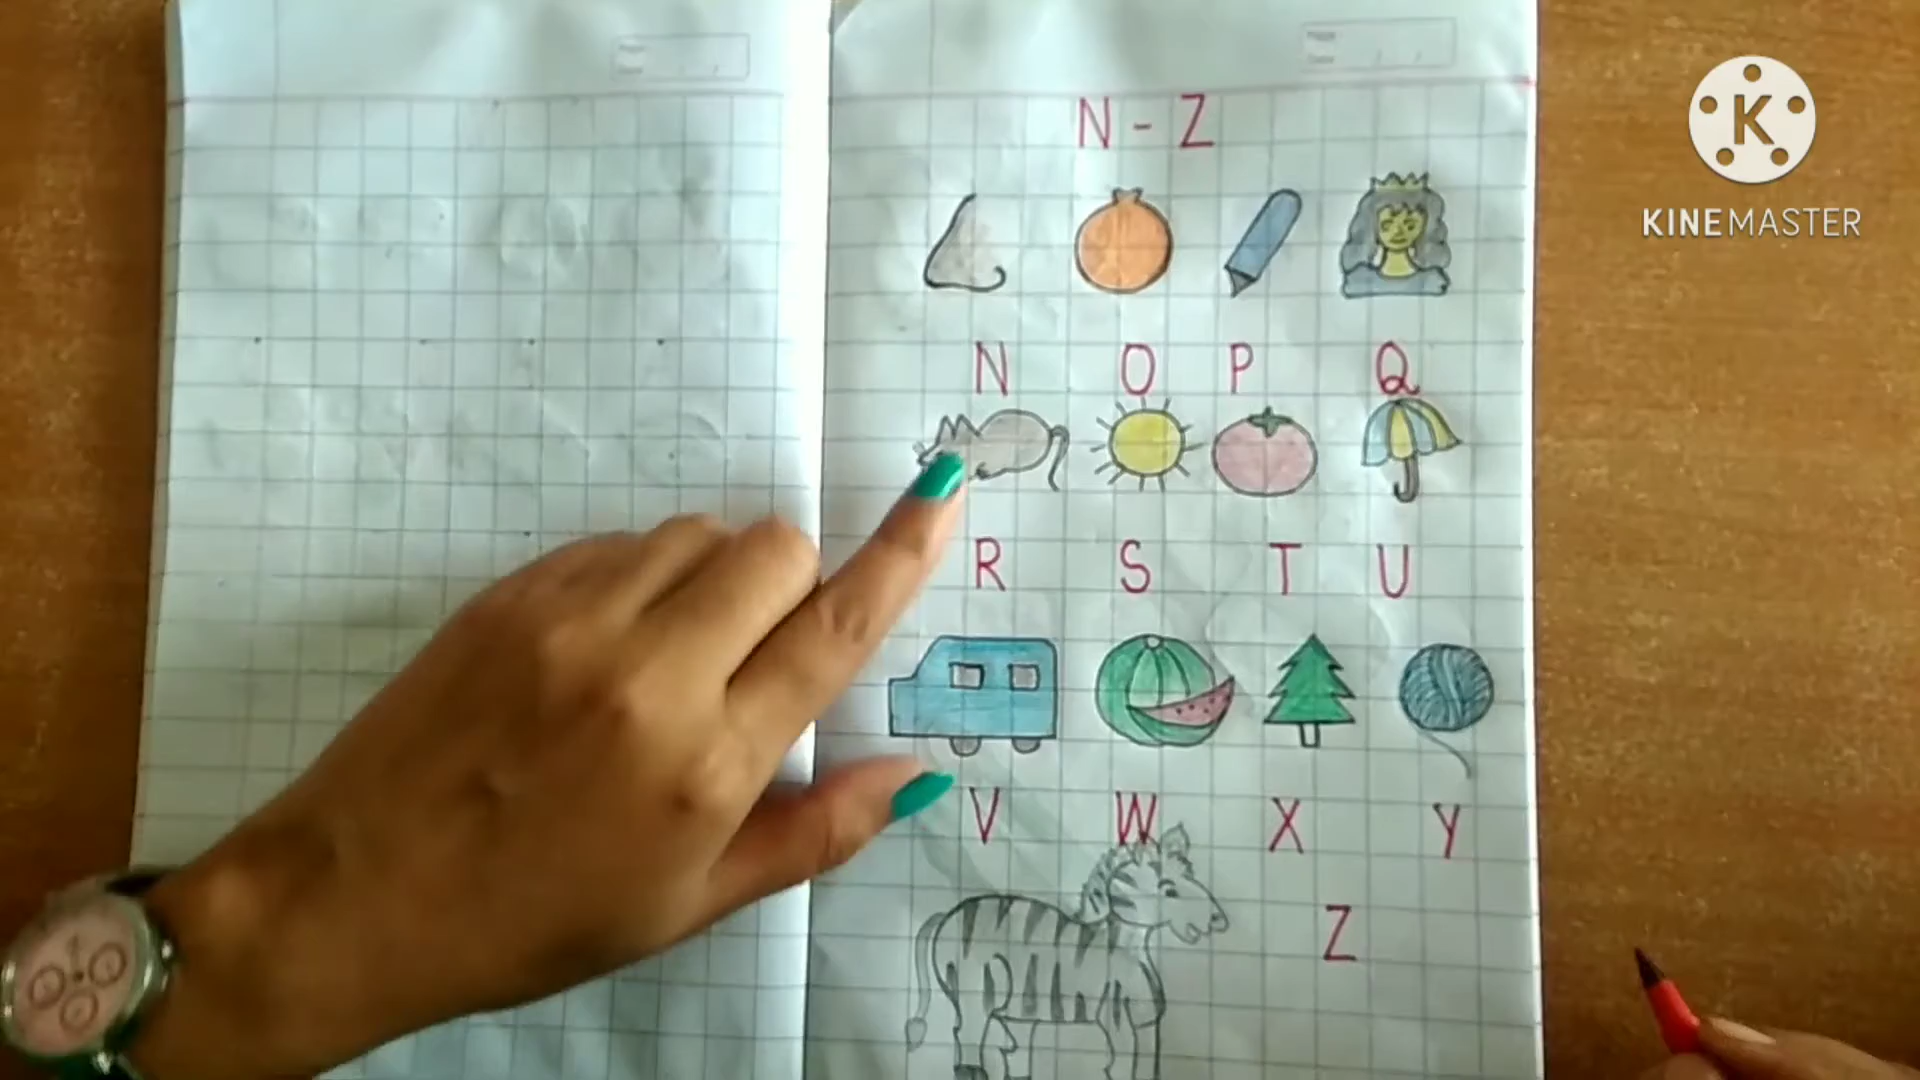 N - Z
N O P Q
R S T U
V W X Y
Z
K
KINEMASTER